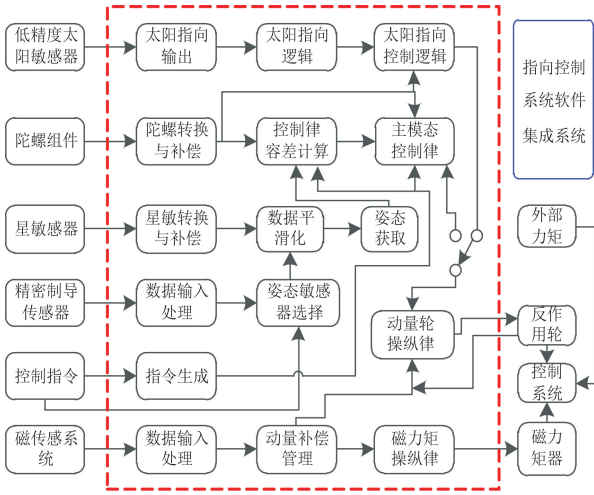 低精度太
阳敏感器
太阳指向
输出
太阳指向
逻辑
太阳指向
控制逻辑
指向控制
系统软件
集成系统
陀螺组件
陀螺转换
与补偿
控制律
容差计算
主模态
控制律
星敏感器
星敏转换
与补偿
数据平
滑化
姿态
获取
外部
力矩
精密制导
传感器
数据输入
处理
姿态敏感
器选择
动量轮
操纵律
反作
用轮
控制指令
指令生成
控制
系统
磁传感系
统
数据输入
处理
动量补偿
管理
磁力矩
操纵律
磁力
矩器